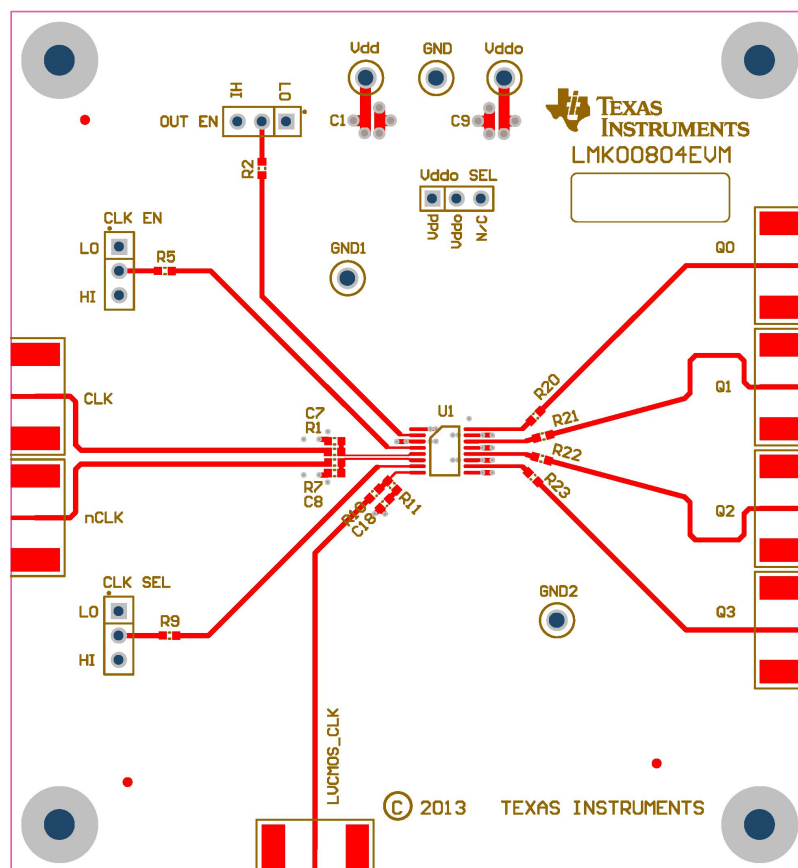 Vdd
GND
Vddo
HI
LO
OUT EN
C1
C9
TEXAS
INSTRUMENTS
LMK00804EVM
R2
Vddo SEL
Vdd
Vddo
N/C
CLK EN
LO
R5
HI
GND1
Q0
CLK
C7
R1
U1
R20
R21
Q1
R22
R23
R7
C8
R11
C18
nCLK
Q2
CLK SEL
LO
R9
HI
GND2
Q3
LVCMOS_CLK
© 2013 TEXAS INSTRUMENTS